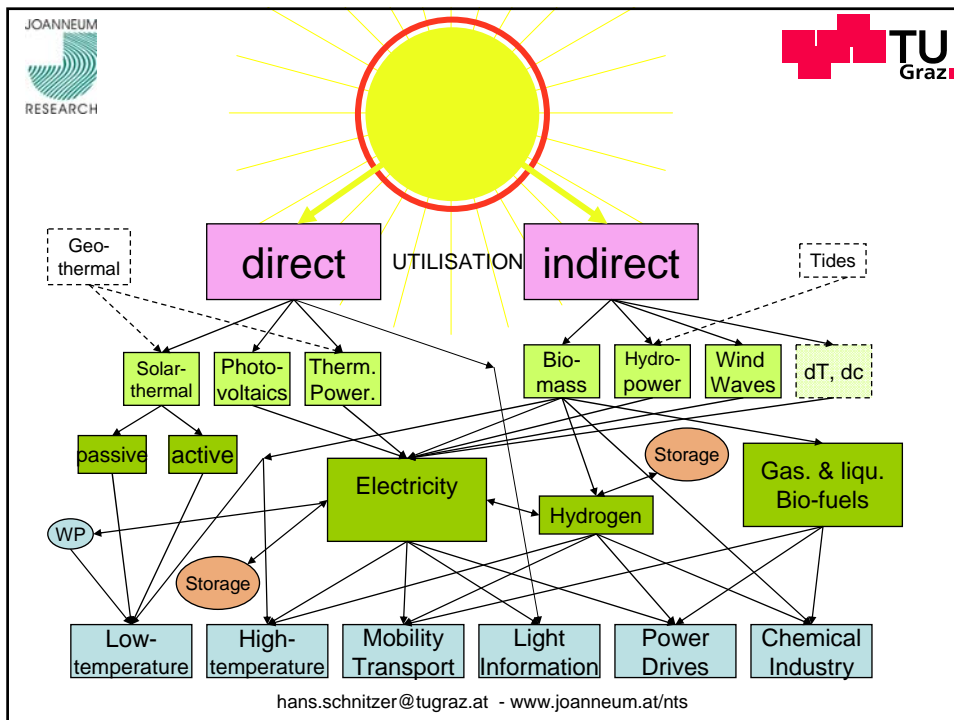 JOANNEUM
RESEARCH
TU
Graz
Geo-
thermal
direct
UTILISATION
indirect
Tides
Solar-
thermal
Photo-
voltaics
Therm.
Power.
Bio-
mass
Hydro-
power
Wind
Waves
dT, dc
passive
active
Electricity
Storage
Gas. & liqu.
Bio-fuels
Hydrogen
WP
Storage
Low-
temperature
High-
temperature
Mobility
Transport
Light
Information
Power
Drives
Chemical
Industry
hans.schnitzer@tugraz.at - www.joanneum.at/nts